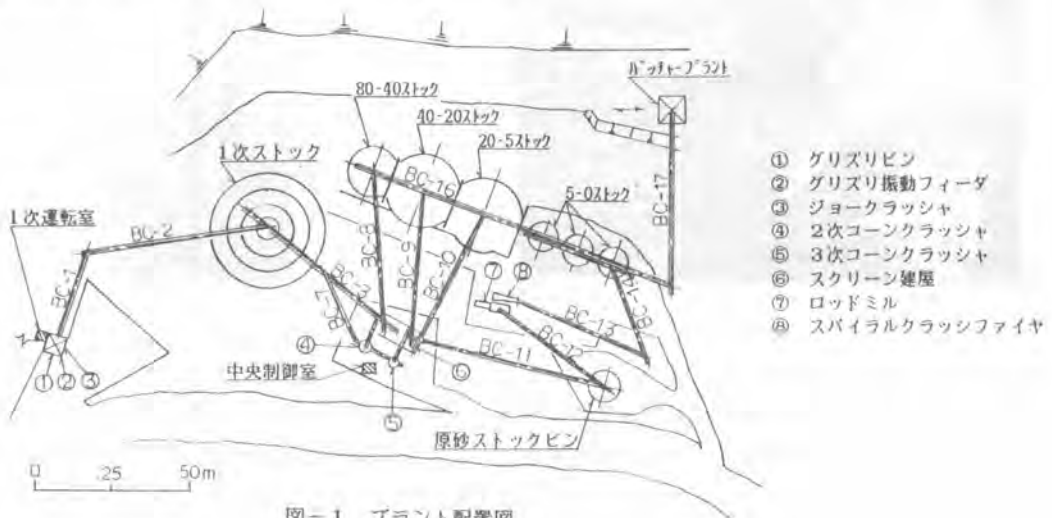 バッチャープラント
80-40ストック
40-20ストック
20-5ストック
1次ストック
5-0ストック
1次運転室
BC-1
BC-2
BC-16
BC-17
BC-8
BC-9
BC-10
BC-7
BC-3
BC-11
BC-12
BC-13
BC-14
⑦
⑧
④
⑥
⑤
中央制御室
① ② ③
原砂ストックビン
0 25 50m
① グリズリビン
② グリズリ振動フィーダ
③ ジョークラッシャ
④ 2次コーンクラッシャ
⑤ 3次コーンクラッシャ
⑥ スクリーン建屋
⑦ ロッドミル
⑧ スパイラルクラッシファイヤ
図-1 プラント配置図